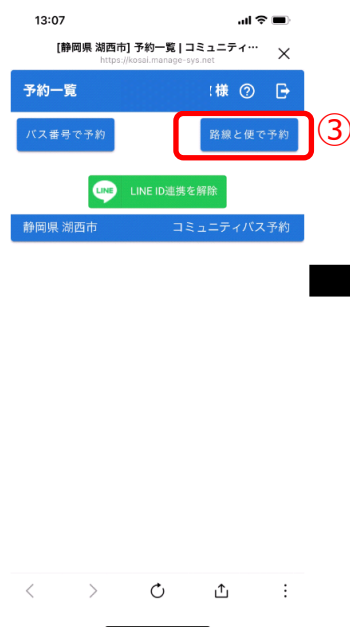 13:07
[静岡県 湖西市] 予約一覧 | コミュニティ…
https://kosai.manage-sys.net
予約一覧
様
バス番号で予約
路線と便で予約
③
LINE LINE ID連携を解除
静岡県 湖西市 コミュニティバス予約